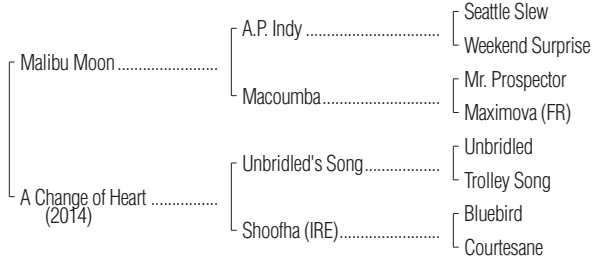 Malibu Moon .......................
A.P. Indy ...............................
Seattle Slew
Weekend Surprise
Macoumba...........................
Mr. Prospector
Maximova (FR)
A Change of Heart ................
(2014)
Unbridled's Song.................
Unbridled
Trolley Song
Shoofha (IRE).......................
Bluebird
Courtesane